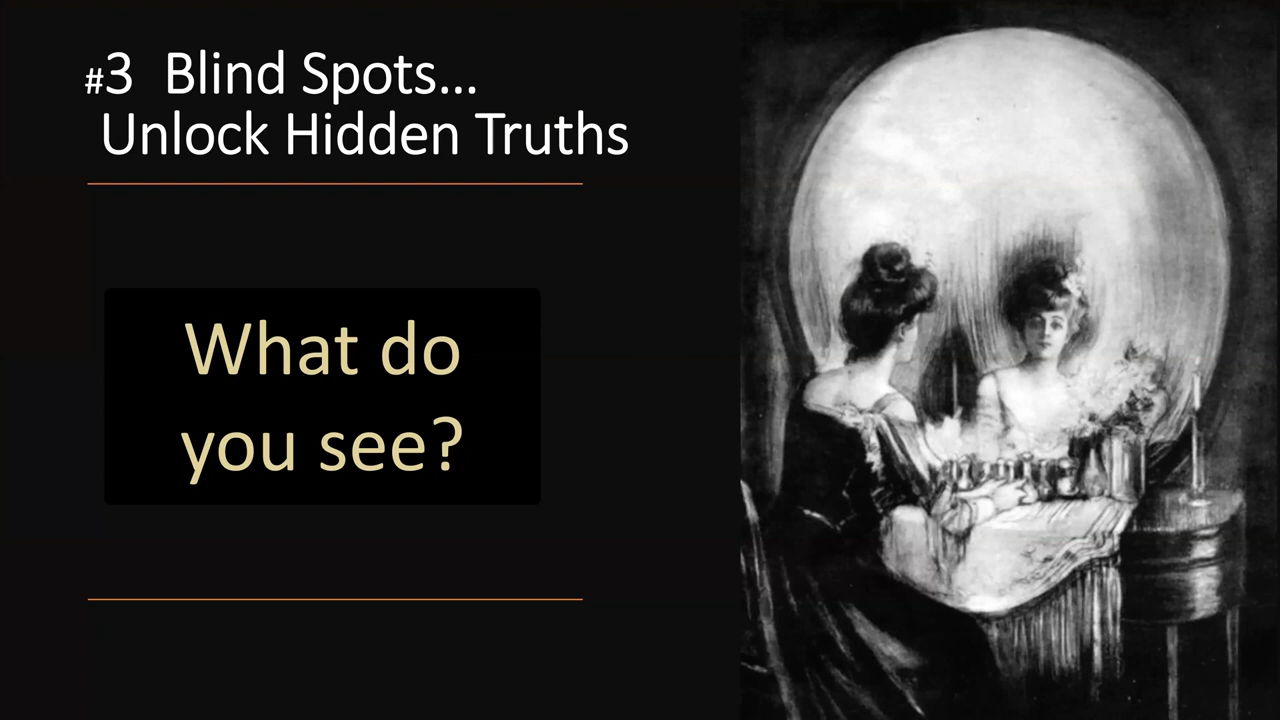 #3 Blind Spots...
Unlock Hidden Truths
What do
you see?